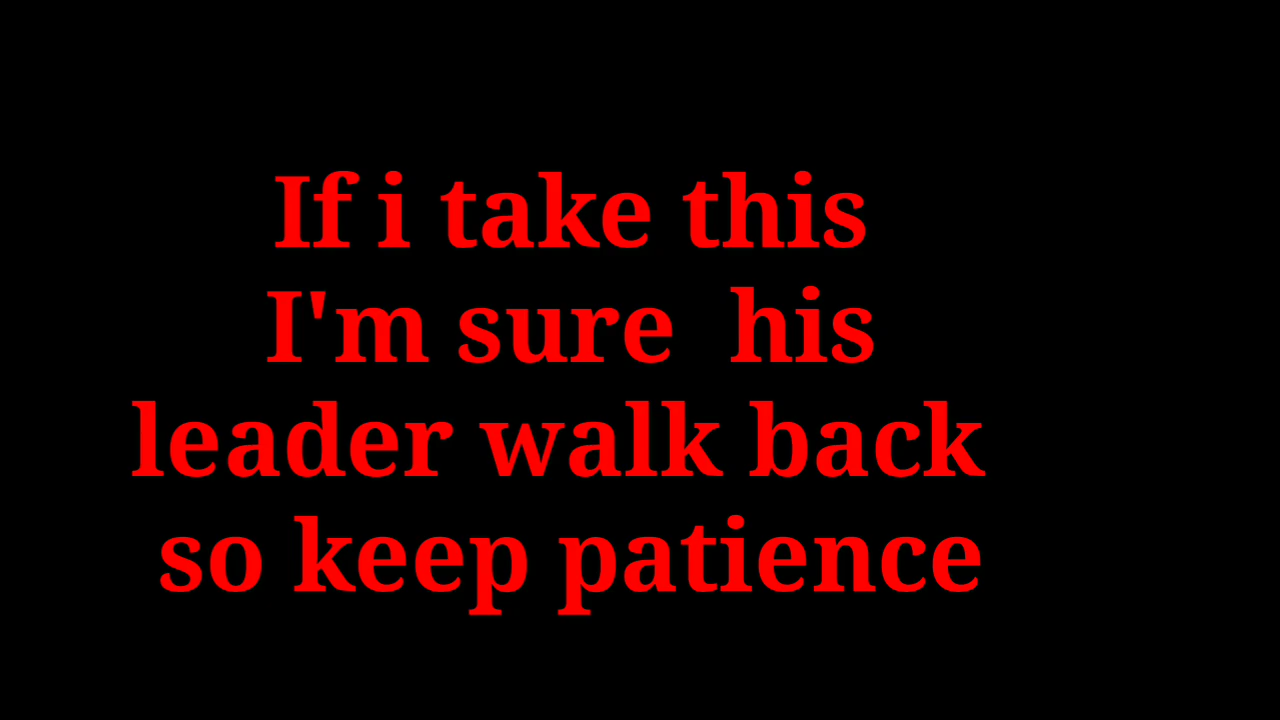 If i take this
I'm sure  his
leader walk back
so keep patience